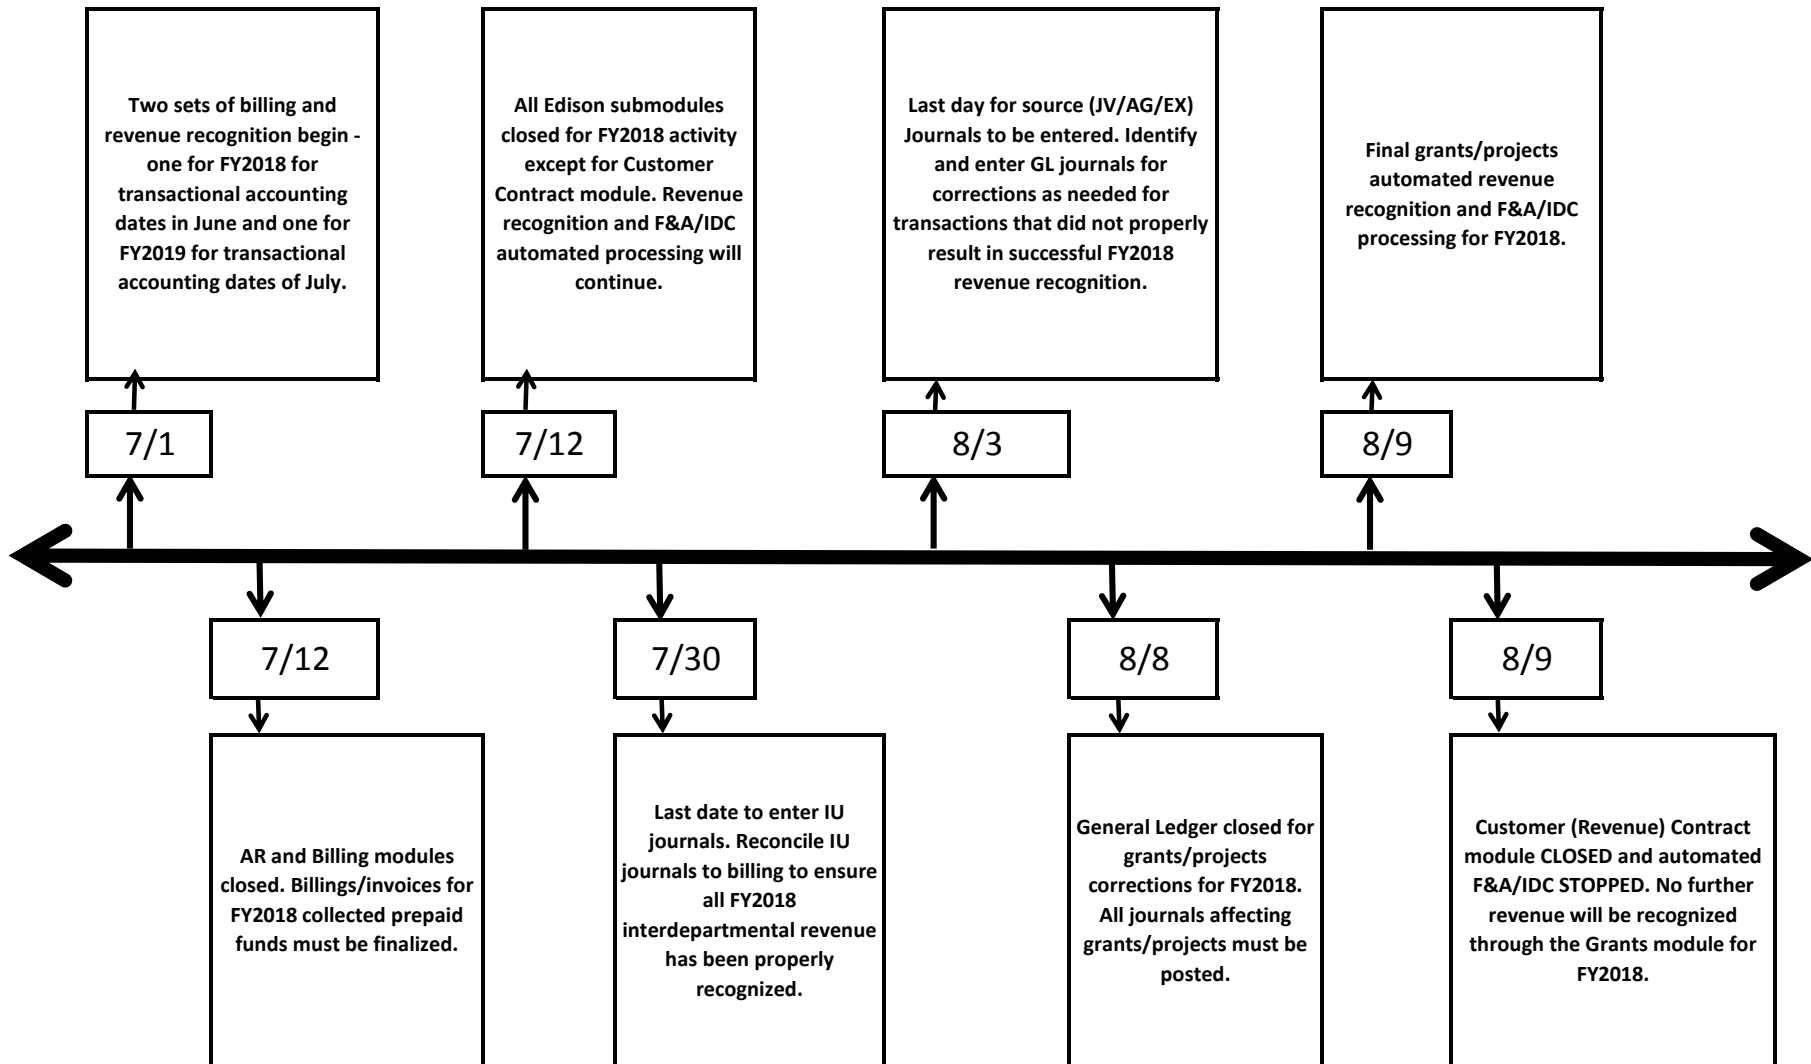 Two sets of billing and
revenue recognition begin -
one for FY2018 for
transactional accounting
dates in June and one for
FY2019 for transactional
accounting dates of July.
All Edison submodules
closed for FY2018 activity
except for Customer
Contract module. Revenue
recognition and F&A/IDC
automated processing will
continue.
Last day for source (JV/AG/EX)
Journals to be entered. Identify
and enter GL journals for
corrections as needed for
transactions that did not properly
result in successful FY2018
revenue recognition.
Final grants/projects
automated revenue
recognition and F&A/IDC
processing for FY2018.
7/1
7/12
8/3
8/9
7/12
7/30
8/8
8/9
AR and Billing modules
closed. Billings/invoices for
FY2018 collected prepaid
funds must be finalized.
Last date to enter IU
journals. Reconcile IU
journals to billing to ensure
all FY2018
interdepartmental revenue
has been properly
recognized.
General Ledger closed for
grants/projects
corrections for FY2018.
All journals affecting
grants/projects must be
posted.
Customer (Revenue) Contract
module CLOSED and automated
F&A/IDC STOPPED. No further
revenue will be recognized
through the Grants module for
FY2018.